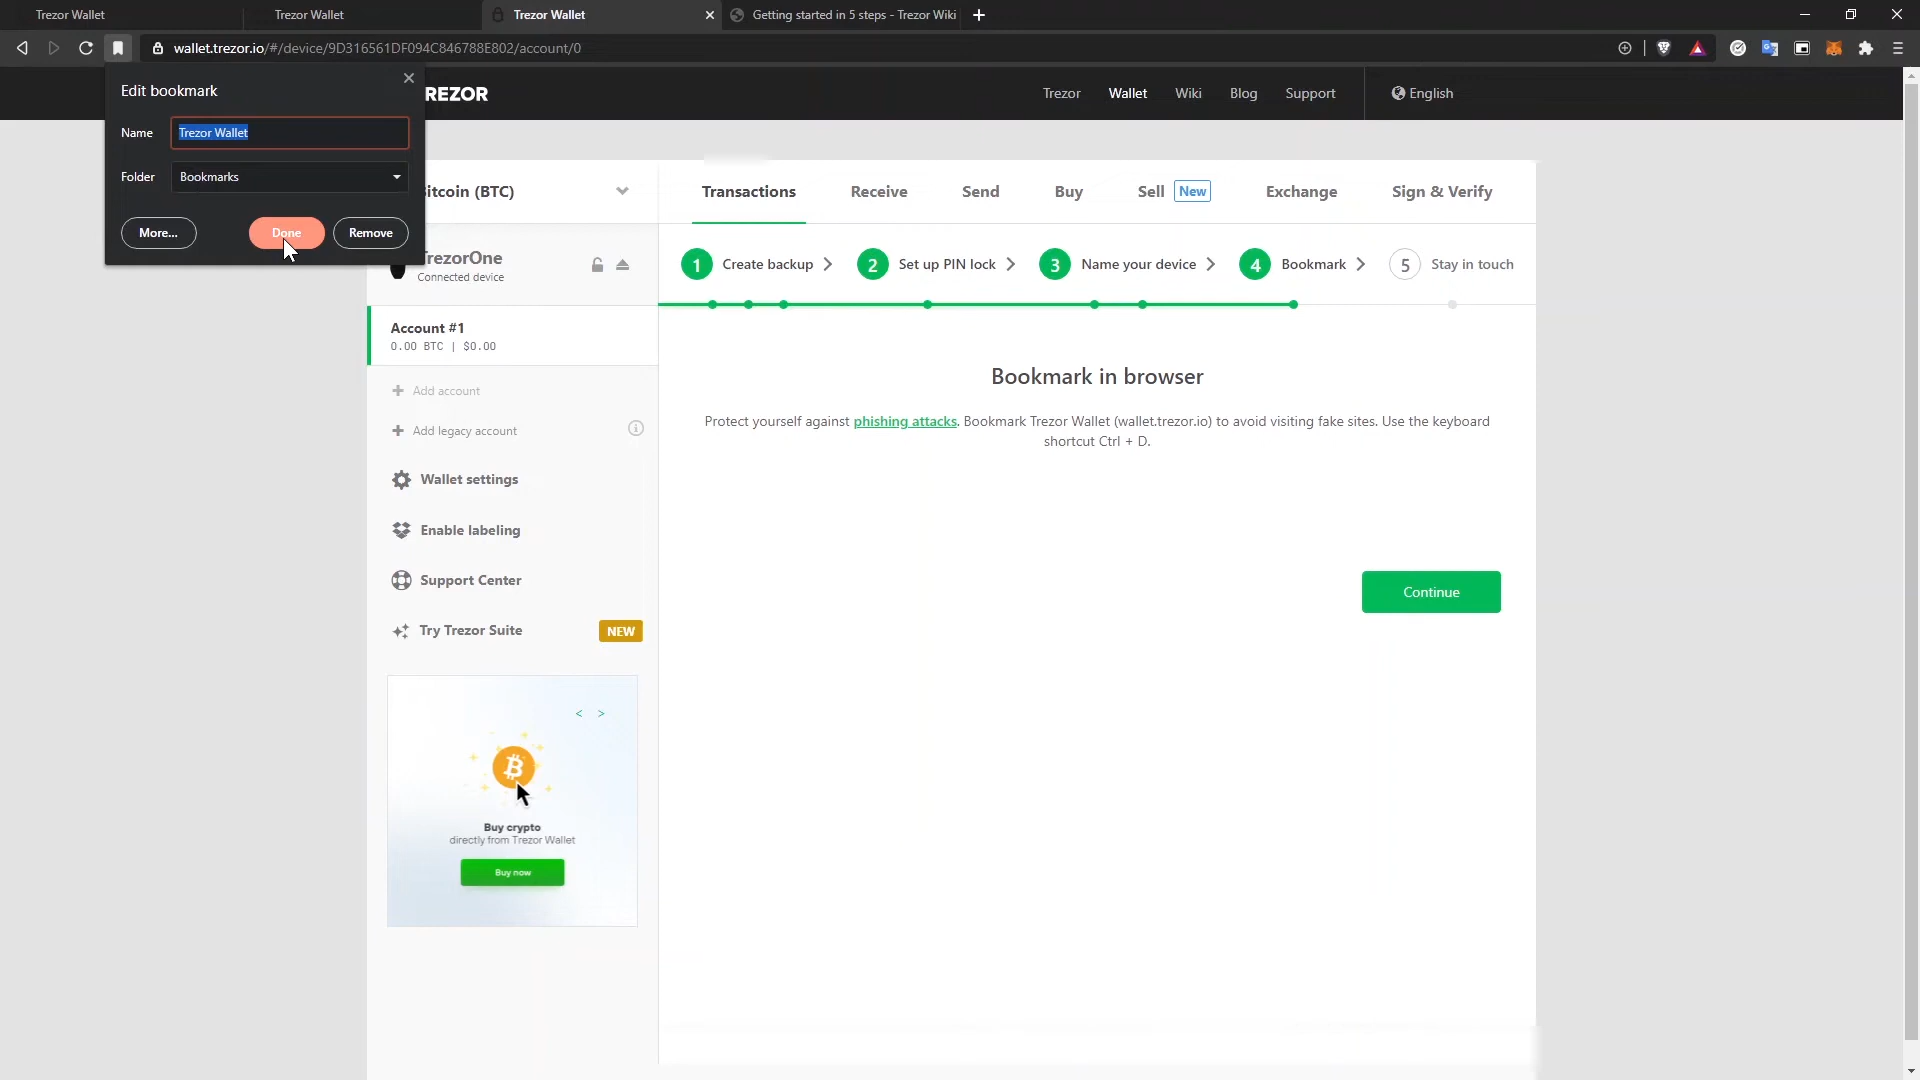 Trezor Wallet
Trezor Wallet
Trezor Wallet
Getting started in 5 steps - Trezor Wiki
wallet.trezor.io/#/device/9D316561DF094C846788E802/account/0
Edit bookmark
Name
Trezor Wallet
Folder
Bookmarks
More...
Done
Remove
REZOR
Trezor
Wallet
Wiki
Blog
Support
English
itcoin (BTC)
Transactions
Receive
Send
Buy
Sell
New
Exchange
Sign & Verify
TrezorOne
Connected device
1 Create backup
2 Set up PIN lock
3 Name your device
4 Bookmark
5 Stay in touch
Account #1
0.00 BTC | $0.00
Add account
Add legacy account
Wallet settings
Enable labeling
Support Center
Try Trezor Suite
NEW
Bookmark in browser
Protect yourself against phishing attacks. Bookmark Trezor Wallet (wallet.trezor.io) to avoid visiting fake sites. Use the keyboard
shortcut Ctrl + D.
Continue
< >
Buy crypto
directly from Trezor Wallet
Buy now